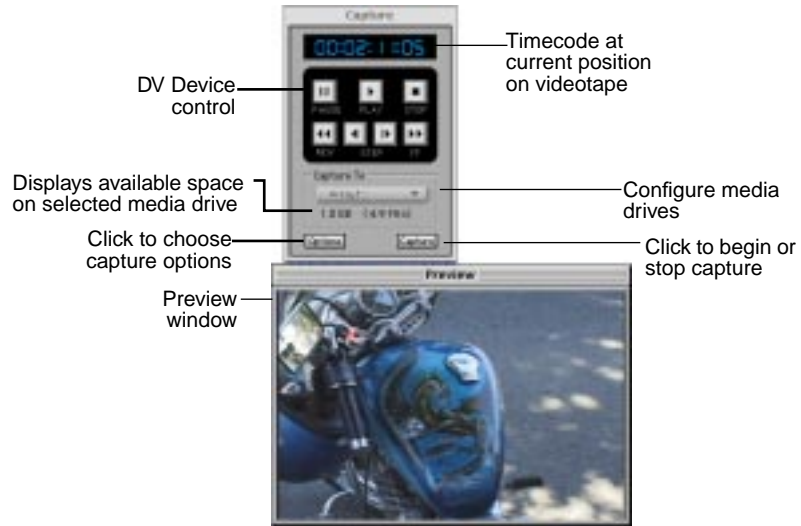 Capture
00:02:11:05
Timecode at
current position
on videotape
DV Device
control
PAUSE PLAY STOP
REV STEP FF
Capture To
Displays available space
on selected media drive
Configure media
drives
Click to choose
capture options
Options
Capture
Click to begin or
stop capture
Preview
Preview
window